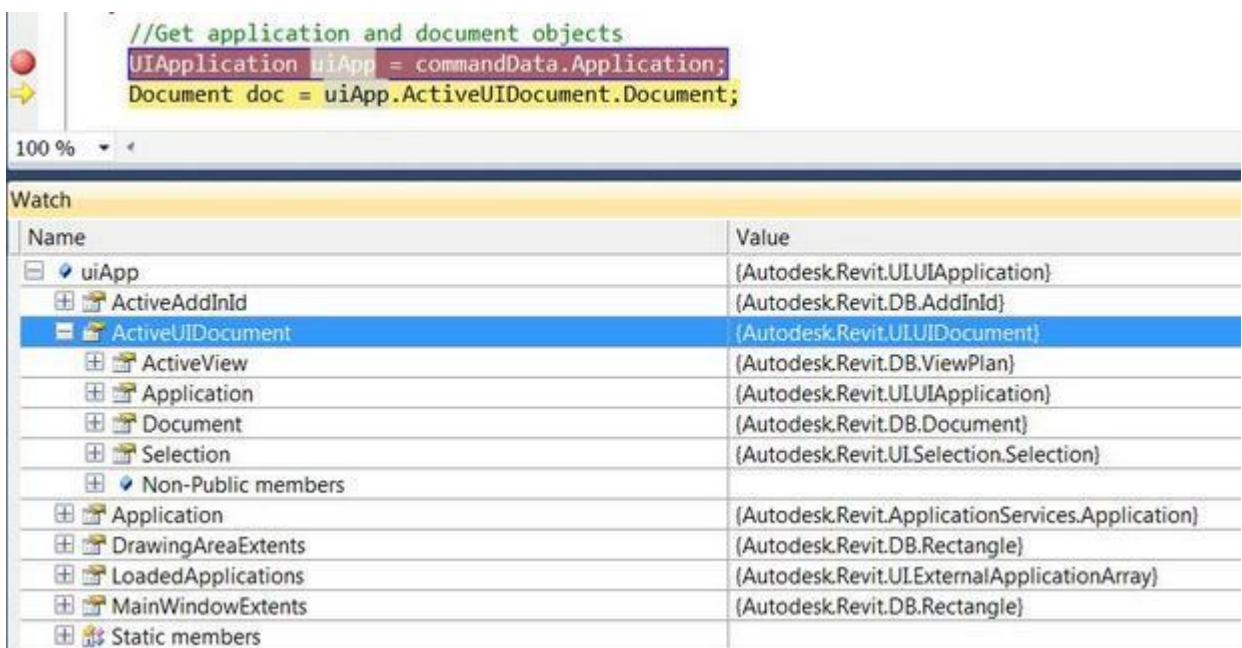 //Get application and document objects
UIApplication uiApp = commandData.Application;
Document doc = uiApp.ActiveUIDocument.Document;
100 %
Watch
Name Value
uiApp {Autodesk.Revit.UI.UIApplication}
ActiveAddInId {Autodesk.Revit.DB.AddInId}
ActiveUIDocument {Autodesk.Revit.UI.UIDocument}
ActiveView {Autodesk.Revit.DB.ViewPlan}
Application {Autodesk.Revit.UI.UIApplication}
Document {Autodesk.Revit.DB.Document}
Selection {Autodesk.Revit.UI.Selection.Selection}
Non-Public members
Application {Autodesk.Revit.ApplicationServices.Application}
DrawingAreaExtents {Autodesk.Revit.DB.Rectangle}
LoadedApplications {Autodesk.Revit.UI.ExternalApplicationArray}
MainWindowExtents {Autodesk.Revit.DB.Rectangle}
Static members